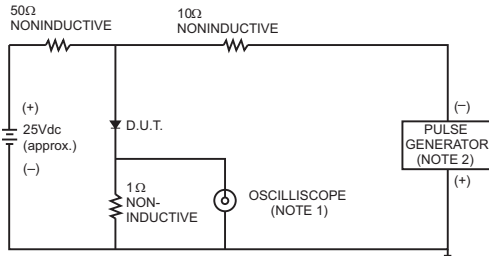 50Ω
NONINDUCTIVE
10Ω
NONINDUCTIVE
(+)
25Vdc
(approx.)
(–)
D.U.T.
1Ω
NON-
INDUCTIVE
OSCILLISCOPE
(NOTE 1)
(–)
PULSE
GENERATOR
(NOTE 2)
(+)